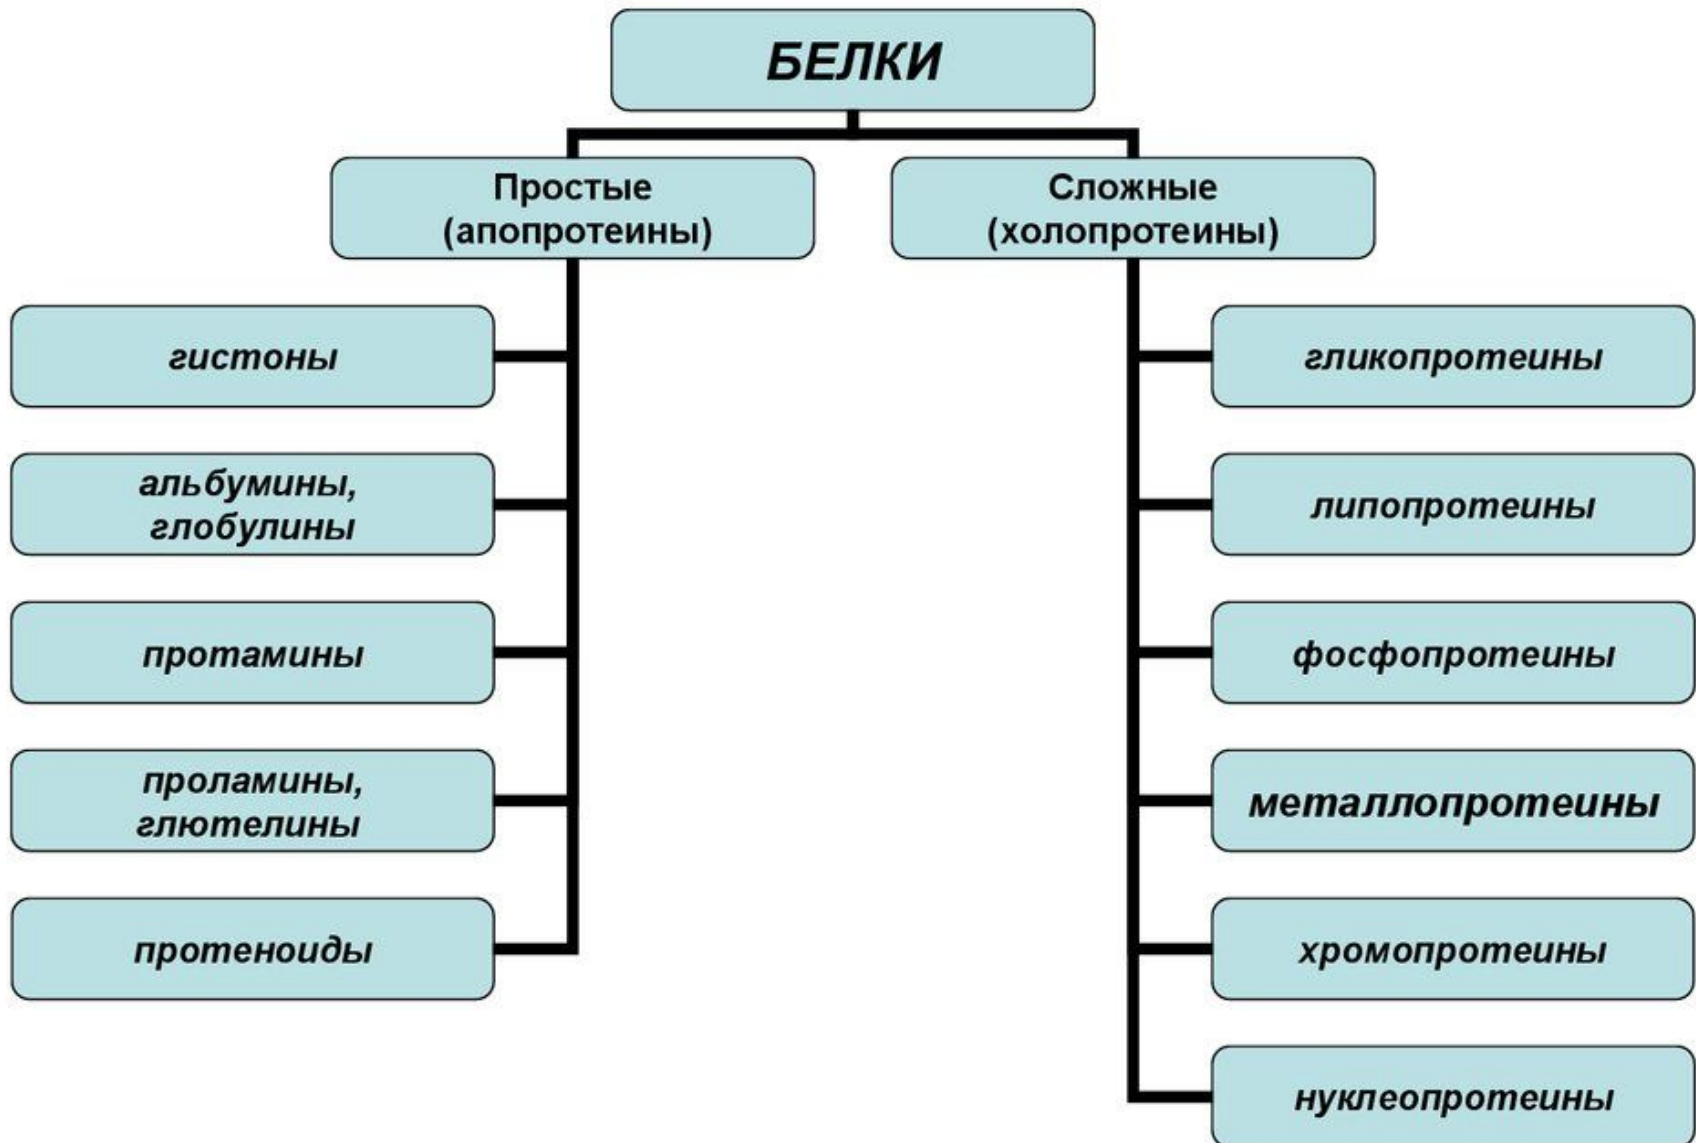 БЕЛКИ
Простые
(апопротеины)
Сложные
(холопротеины)
гистоны
альбумины,
глобулины
протамины
проламины,
глютелины
протеноиды
гликопротеины
липопротеины
фосфопротеины
металлопротеины
хромопротеины
нуклеопротеины